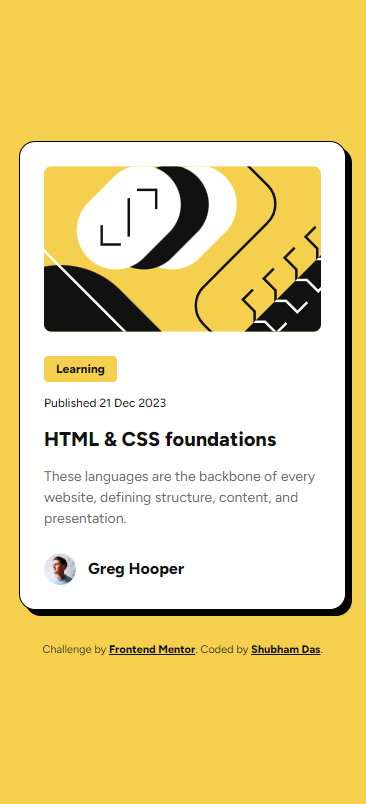 Learning
Published 21 Dec 2023
HTML & CSS foundations
These languages are the backbone of every
website, defining structure, content, and
presentation.
Greg Hooper
Challenge by Frontend Mentor. Coded by Shubham Das.